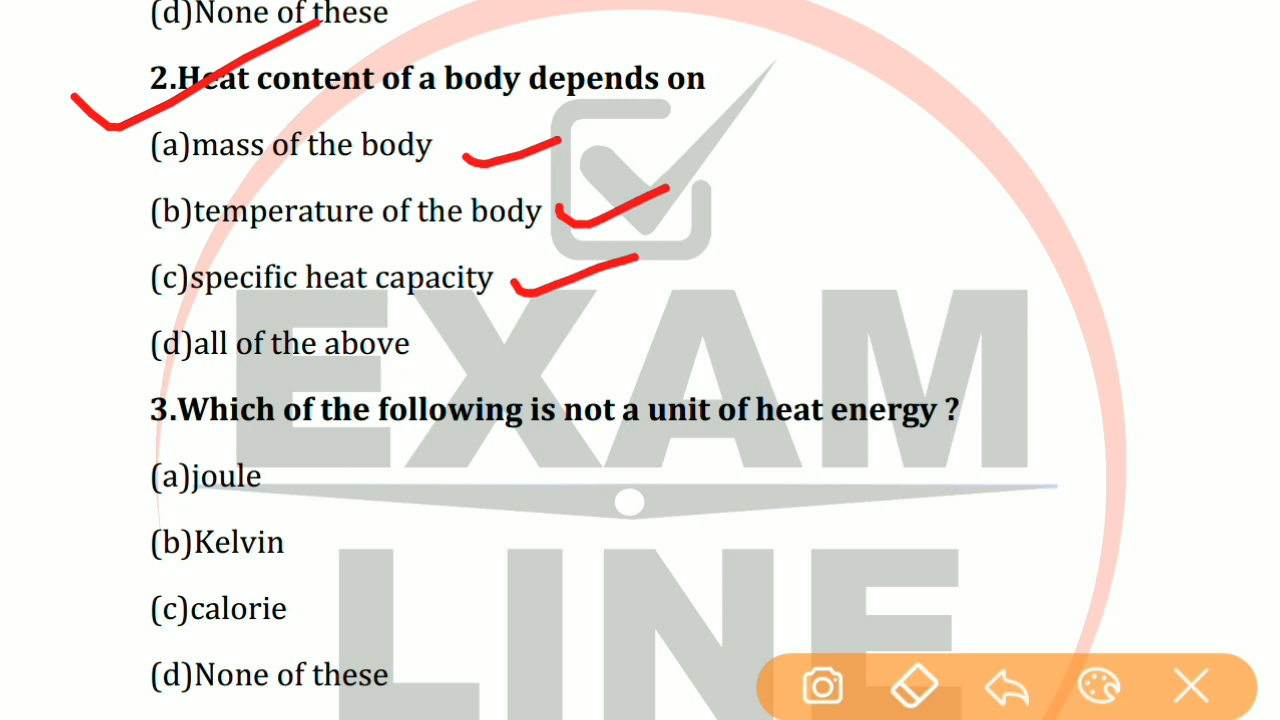 (d)None of these
2.Heat content of a body depends on
(a)mass of the body
(b)temperature of the body
(c)specific heat capacity
(d)all of the above
3.Which of the following is not a unit of heat energy ?
(a)joule
(b)Kelvin
(c)calorie
(d)None of these
EXAM
LINE